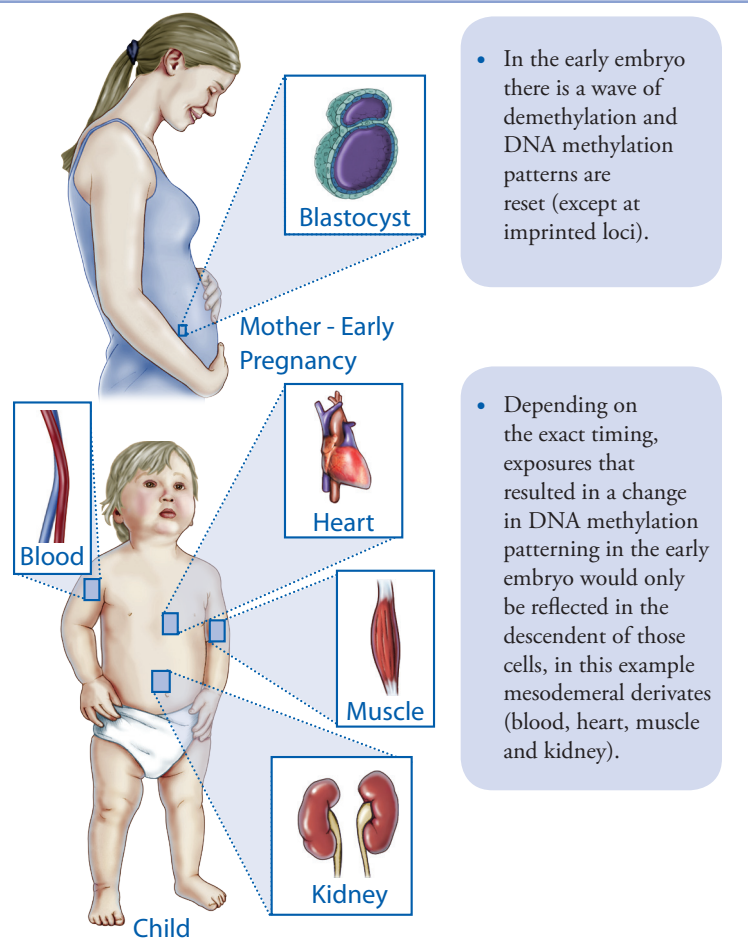 Blastocyst
Mother - Early
Pregnancy
• In the early embryo
there is a wave of
demethylation and
DNA methylation
patterns are
reset (except at
imprinted loci).
Blood
Heart
Muscle
Kidney
Child
• Depending on
the exact timing,
exposures that
resulted in a change
in DNA methylation
patterning in the early
embryo would only
be reflected in the
descendent of those
cells, in this example
mesodemeral derivates
(blood, heart, muscle
and kidney).